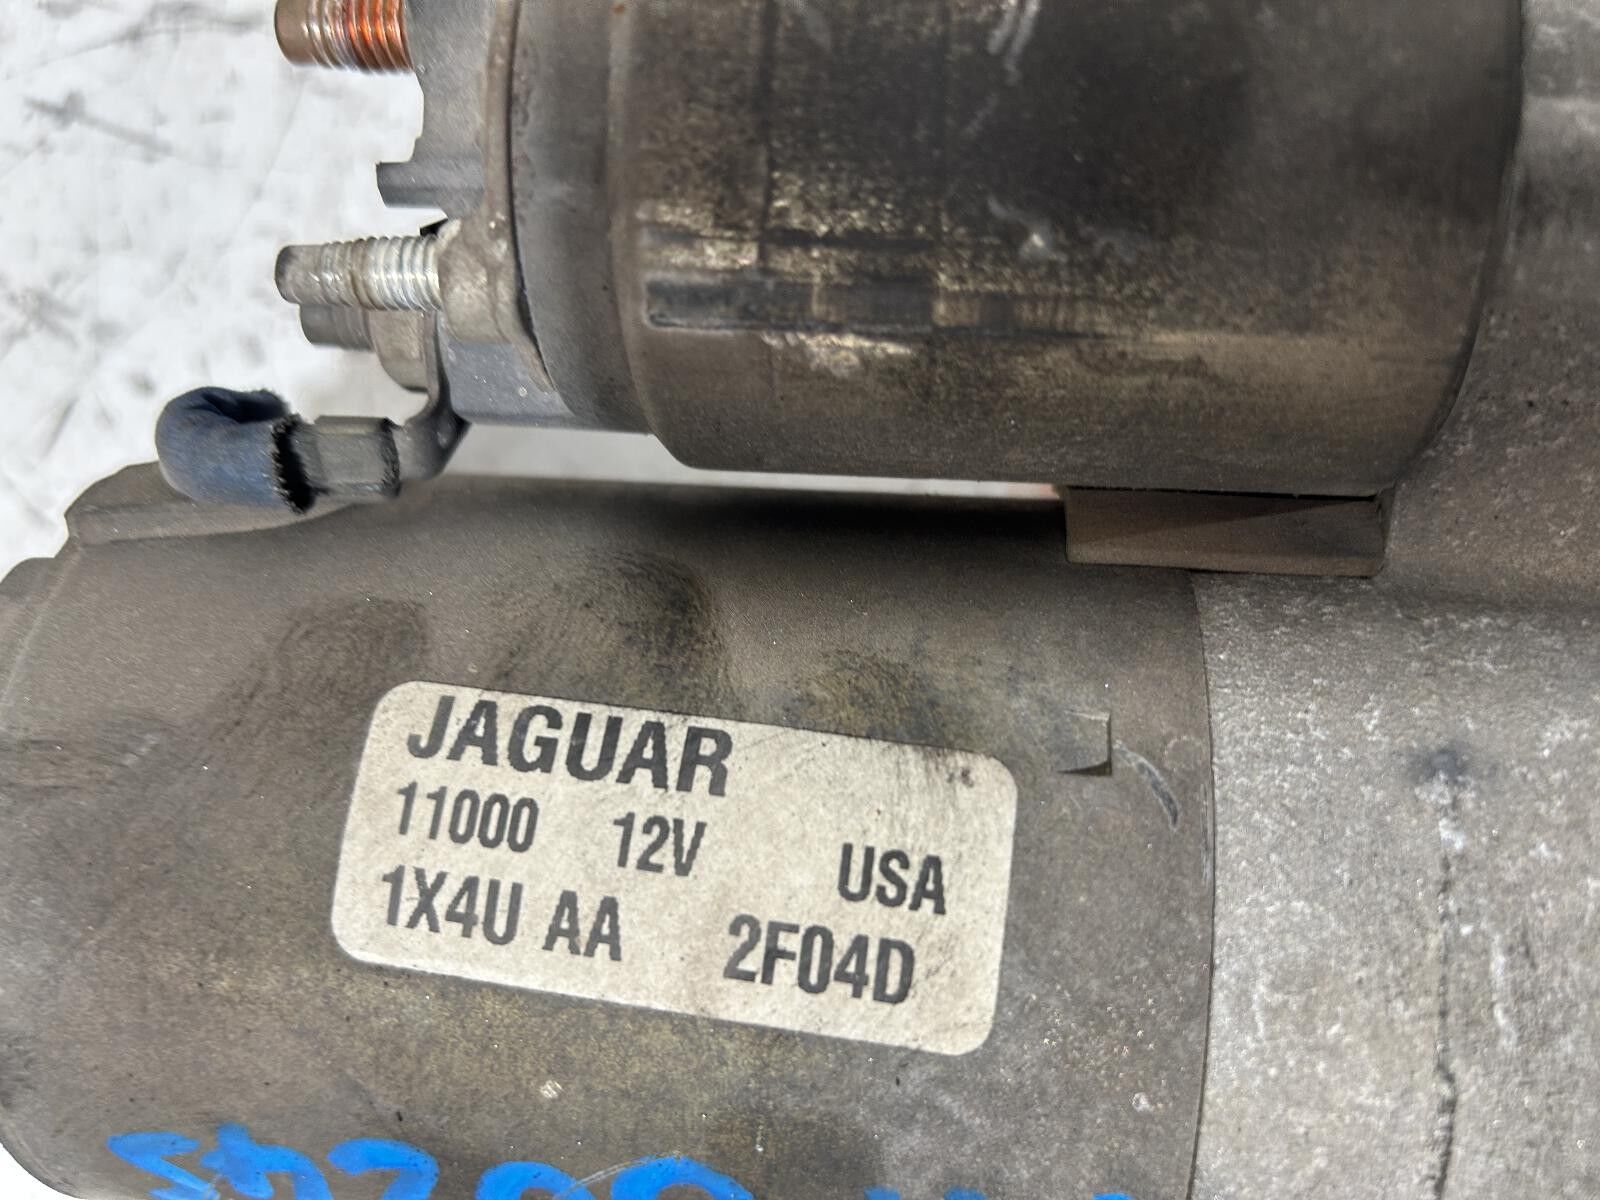 JAGUAR
11000 12V USA
1X4U AA 2F04D